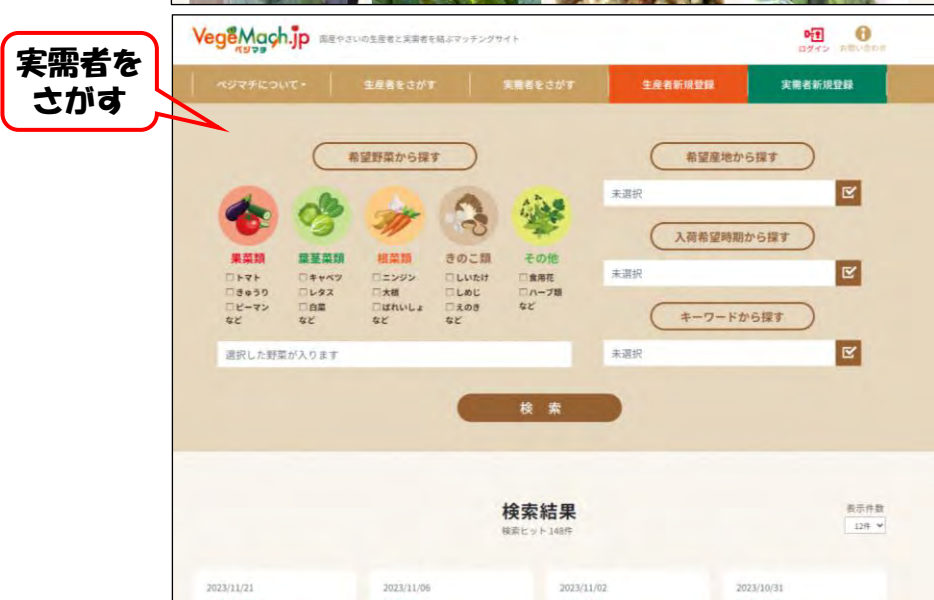 実需者を
さがす
VegeMach.jp
ベジマチ
国産やさいの生産者と実需者を結ぶマッチングサイト
ログイン
お問い合わせ
ベジマチについて
生産者をさがす
実需者をさがす
生産者新規登録
実需者新規登録
希望野菜から探す
果菜類
□トマト
□きゅうり
□ピーマン
など
葉茎菜類
□キャベツ
□レタス
□白菜
など
根菜類
□ニンジン
□大根
□ばれいしょ
など
きのこ類
□しいたけ
□しめじ
□えのき
など
その他
□食用花
□ハーブ類
など
選択した野菜が入ります
希望産地から探す
未選択
入荷希望時期から探す
未選択
キーワードから探す
未選択
検 索
検索結果
検索ヒット 148件
表示件数
12件
2023/11/21
2023/11/06
2023/11/02
2023/10/31